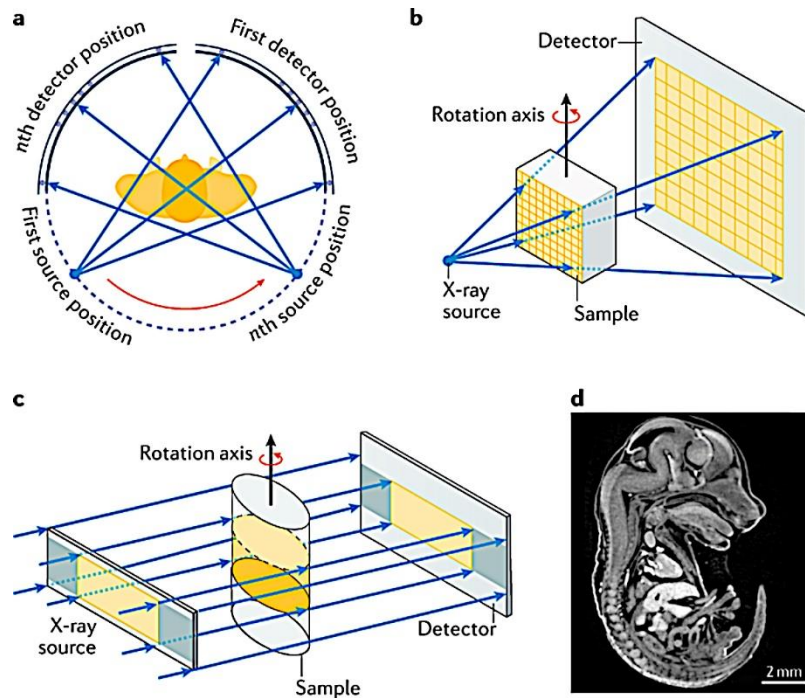 a
nth detector position
First detector position
First source position
nth source position
b
Detector
Rotation axis
X-ray
source
Sample
c
Rotation axis
X-ray
source
Detector
Sample
d
2 mm